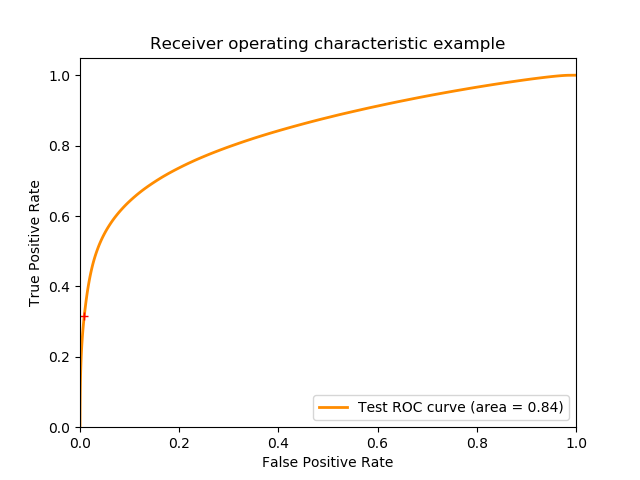 Receiver operating characteristic example
1.0
0.8
0.6
0.4
0.2
0.0
True Positive Rate
Test ROC curve (area = 0.84)
0.0 0.2 0.4 0.6 0.8 1.0
False Positive Rate